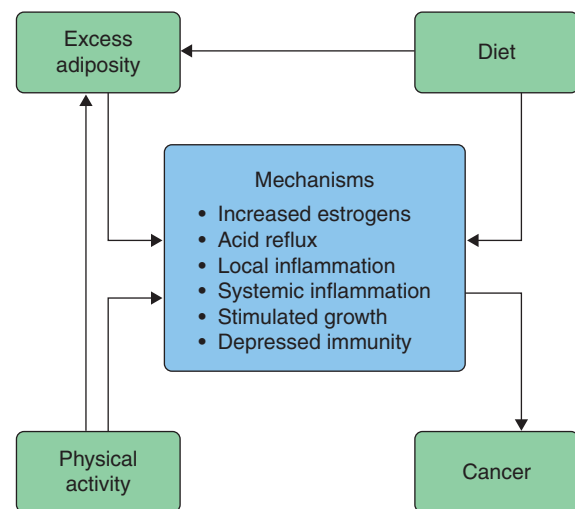 Excess
adiposity
Diet
Mechanisms
• Increased estrogens
• Acid reflux
• Local inflammation
• Systemic inflammation
• Stimulated growth
• Depressed immunity
Physical
activity
Cancer